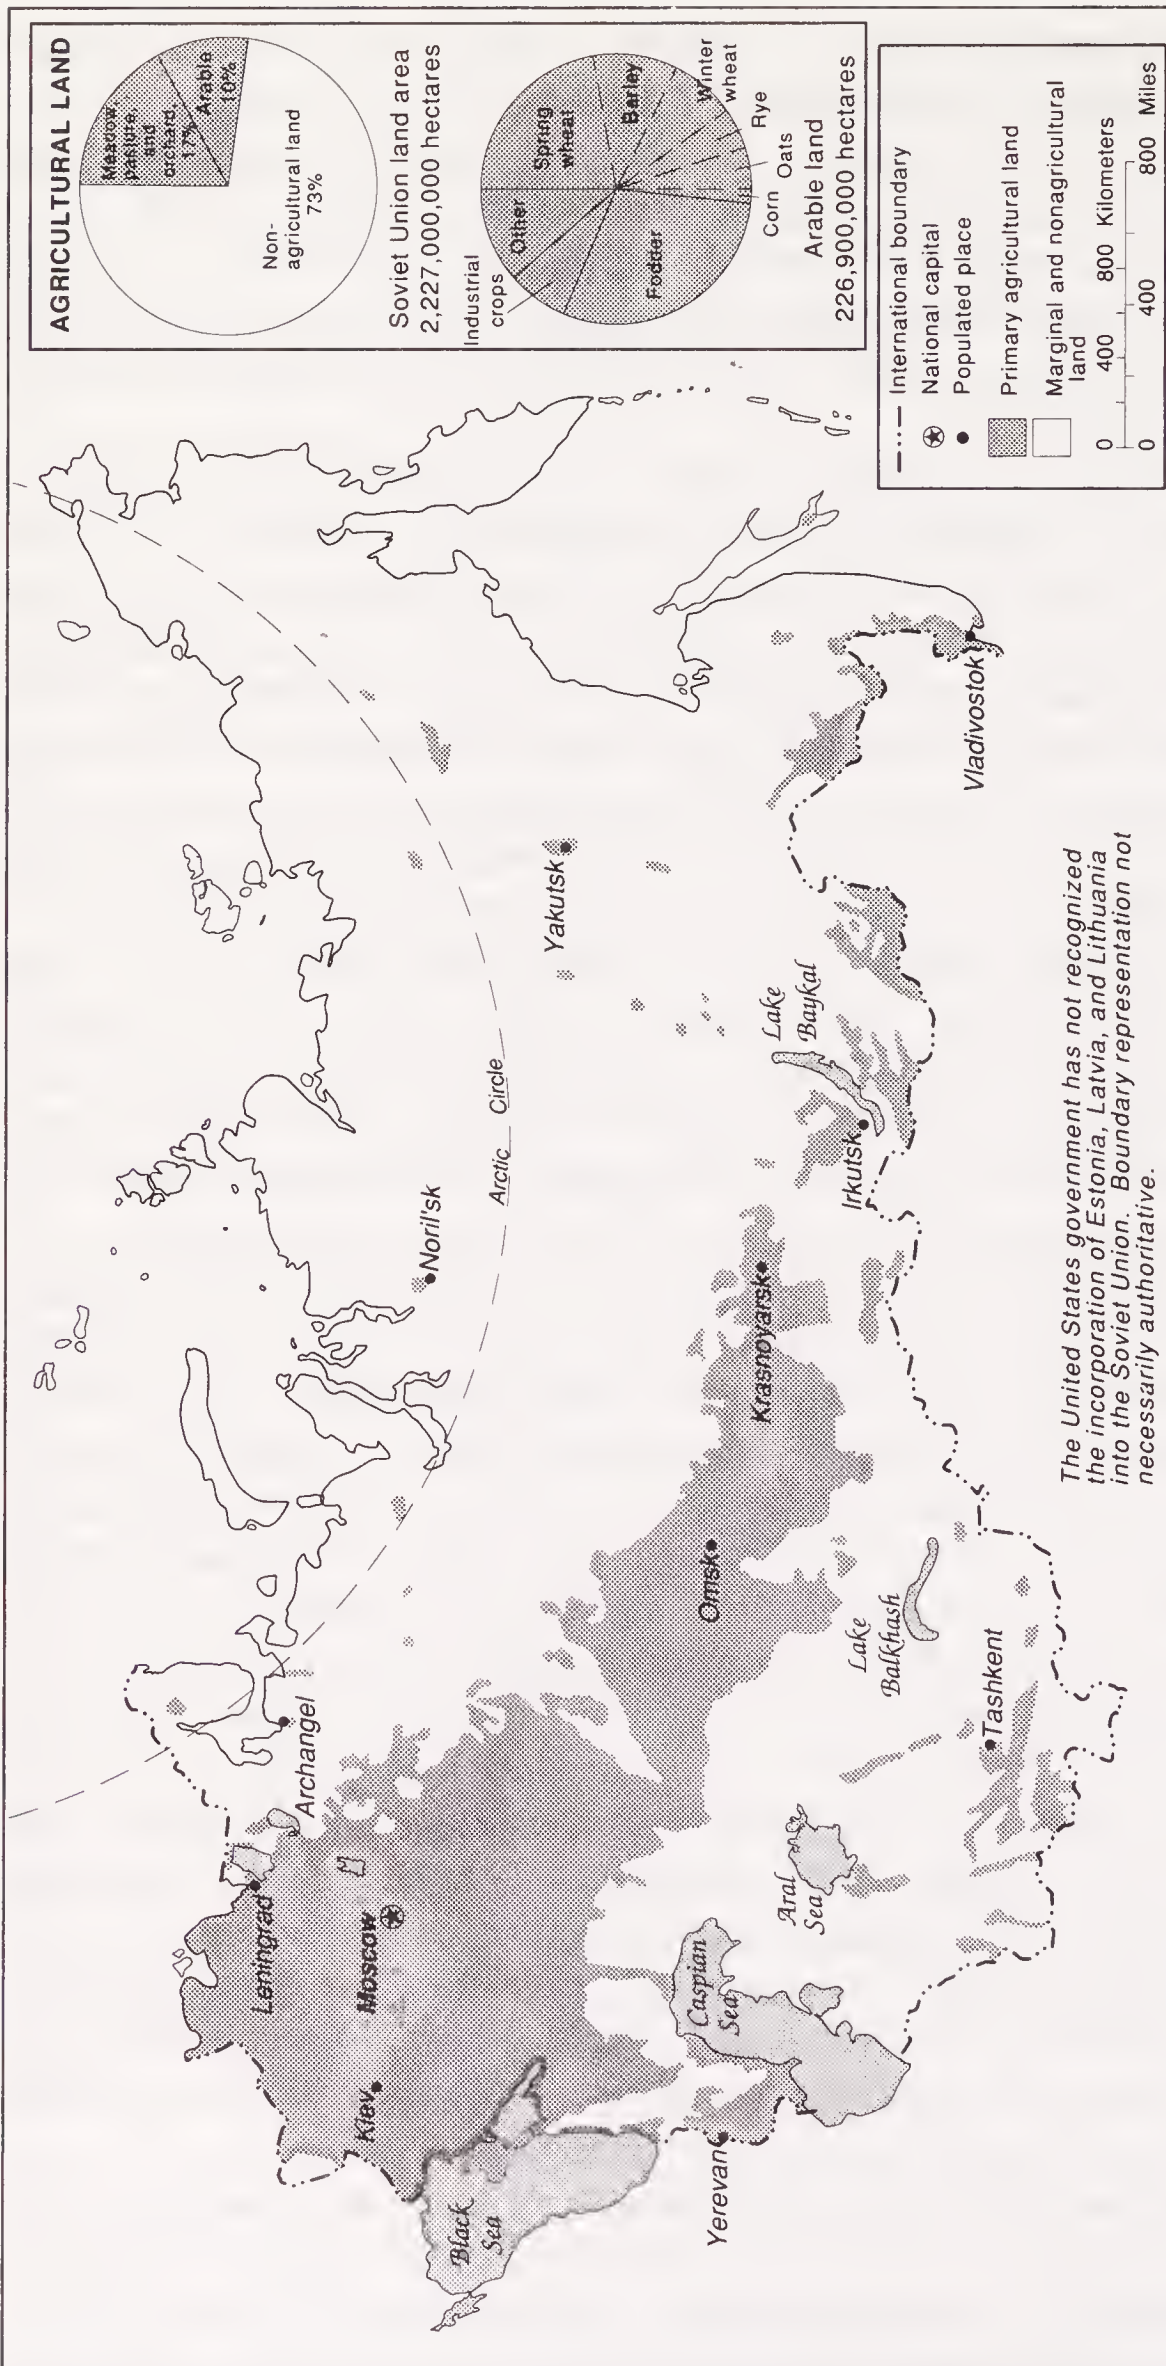 AGRICULTURAL LAND
Meadow,
pasture,
and
orchard,
17%
Arable
10%
Non-
agricultural land
73%
Soviet Union land area
2,227,000,000 hectares
Industrial
crops
Other
Spring
wheat
Barley
Winter
wheat
Rye
Oats
Corn
Fodder
Arable land
226,900,000 hectares
International boundary
National capital
Populated place
Primary agricultural land
Marginal and nonagricultural
land
0 400 800 Kilometers
0 400 800 Miles
Arctic Circle
Noril'sk
Yakutsk
Archangel
Leningrad
Moscow
Kiev
Black
Sea
Yerevan
Caspian
Sea
Aral
Sea
Tashkent
Lake
Balkhash
Omsk
Krasnoyarsk
Irkutsk
Lake
Baykal
Vladivostok
The United States government has not recognized
the incorporation of Estonia, Latvia, and Lithuania
into the Soviet Union. Boundary representation not
necessarily authoritative.